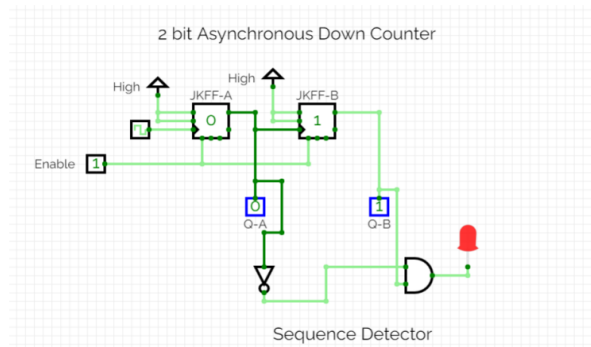 2 bit Asynchronous Down Counter
High
High
JKFF-A
JKFF-B
0
1
Enable
1
0
1
Q-A
Q-B
Sequence Detector